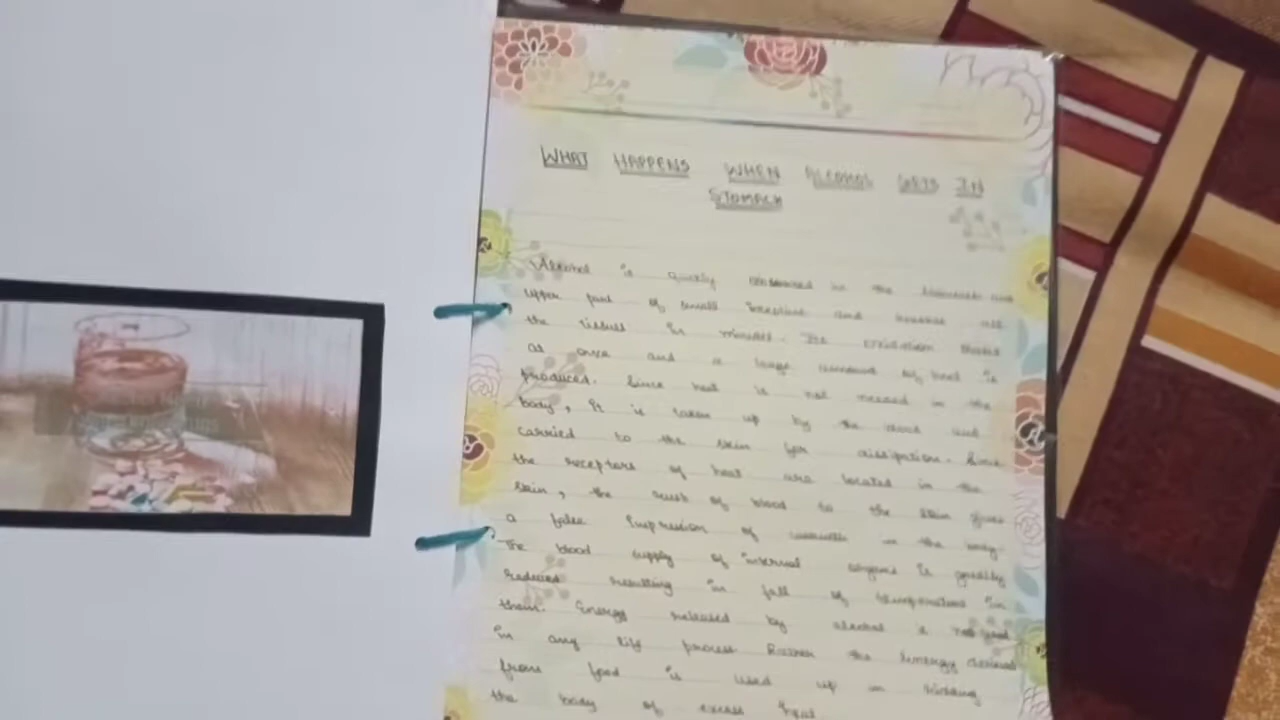 WHAT HAPPENS WHEN ALCOHOL GETS IN
STOMACH
Alcohol is quickly absorbed in the stomach and
upper part of small intestine and reaches all
the tissues in minutes. The oxidation starts
at once and a large amount of heat is
produced. Since heat is not needed in the
body, it is taken up by the blood and
carried to the skin for dissipation. Since
the receptors of heat are located in the
skin, the rush of blood to the skin gives
a false impression of warmth in the body.
The blood supply of internal organs is greatly
reduced resulting in fall of temperature in
them. Energy released by alcohol is not used
in any life process Rather the energy derived
from food is used up in ridding
the body of excess heat